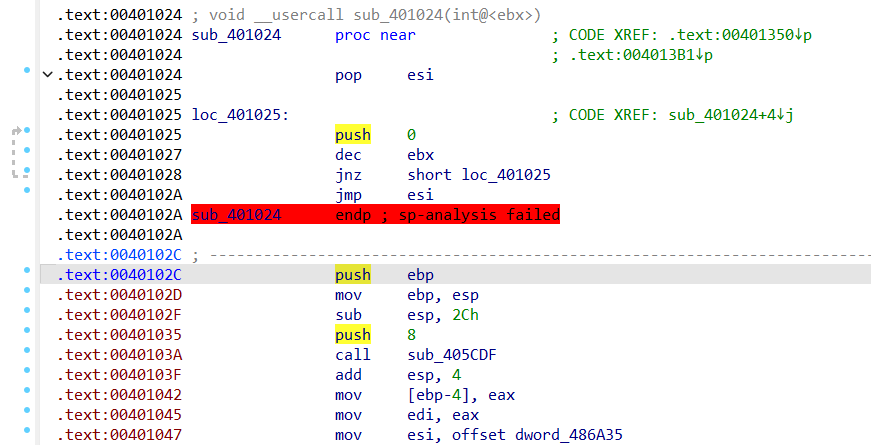 .text:00401024 ; void __usercall sub_401024(int@<ebx>)
.text:00401024 sub_401024 proc near ; CODE XREF: .text:00401350↓p
.text:00401024 ; .text:004013B1↓p
.text:00401024 pop esi
.text:00401025
.text:00401025 loc_401025: ; CODE XREF: sub_401024+4↓j
.text:00401025 push 0
.text:00401027 dec ebx
.text:00401028 jnz short loc_401025
.text:0040102A jmp esi
.text:0040102A sub_401024 endp ; sp-analysis failed
.text:0040102A
.text:0040102C ; ---------------------------------------------------------------------------
.text:0040102C push ebp
.text:0040102D mov ebp, esp
.text:0040102F sub esp, 2Ch
.text:00401035 push 8
.text:0040103A call sub_405CDF
.text:0040103F add esp, 4
.text:00401042 mov [ebp-4], eax
.text:00401045 mov edi, eax
.text:00401047 mov esi, offset dword_486A35